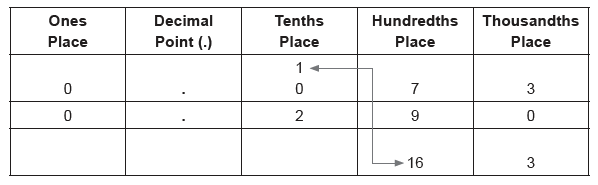 Ones Place Decimal Point (.) Tenths Place Hundredths Place Thousandths Place
1
0 . 0 7 3
0 . 2 9 0
16 3